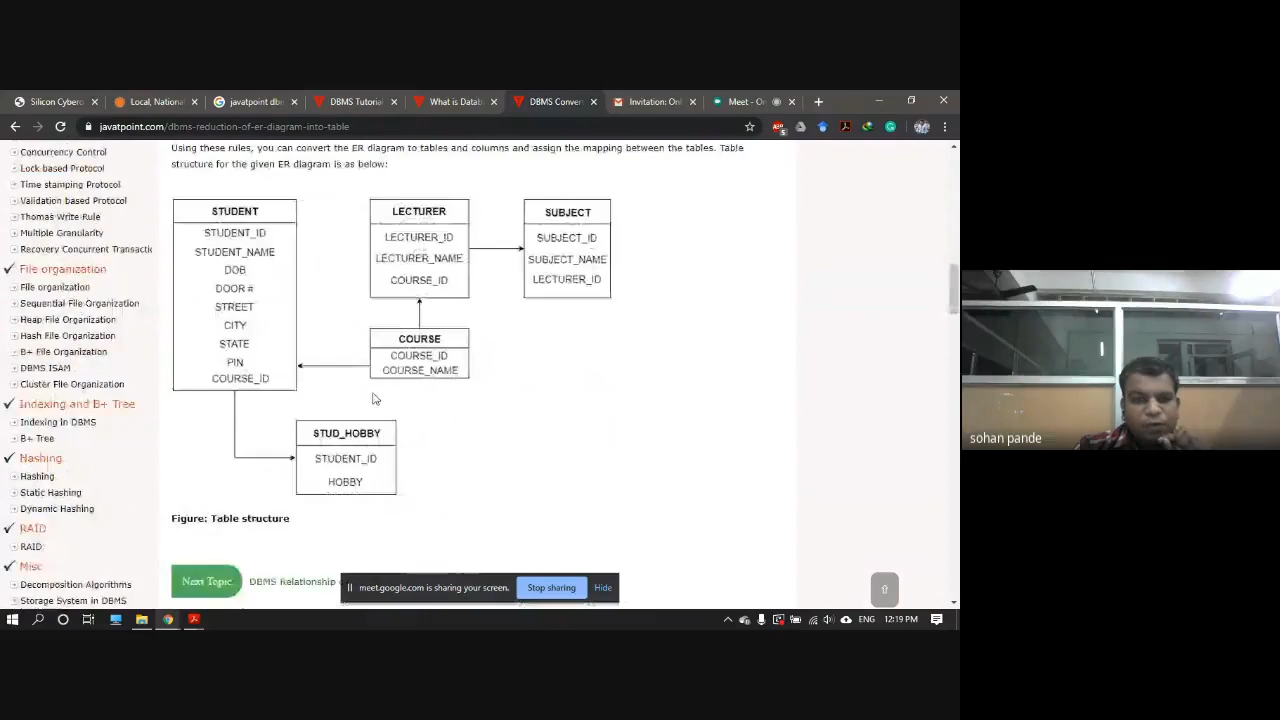 Silicon Cybero
Local, National
javatpoint dbm
DBMS Tutorial
What is Datab
DBMS Conver
Invitation: Onl
Meet - On
javatpoint.com/dbms-reduction-of-er-diagram-into-table
Concurrency Control
Lock based Protocol
Time stamping Protocol
Validation based Protocol
Thomas Write Rule
Multiple Granularity
Recovery Concurrent Transactic
File organization
File organization
Sequential File Organization
Heap File Organization
Hash File Organization
B+ File Organization
DBMS ISAM
Cluster File Organization
Indexing and B+ Tree
Indexing in DBMS
B+ Tree
Hashing
Hashing
Static Hashing
Dynamic Hashing
RAID
RAID
Misc
Decomposition Algorithms
Storage System in DBMS
Using these rules, you can convert the ER diagram to tables and columns and assign the mapping between the tables. Table
structure for the given ER diagram is as below:
STUDENT
STUDENT_ID
STUDENT_NAME
DOB
DOOR #
STREET
CITY
STATE
PIN
COURSE_ID
LECTURER
LECTURER_ID
LECTURER_NAME
COURSE_ID
SUBJECT
SUBJECT_ID
SUBJECT_NAME
LECTURER_ID
COURSE
COURSE_ID
COURSE_NAME
STUD_HOBBY
STUDENT_ID
HOBBY
Figure: Table structure
Next Topic
DBMS Relationship
meet.google.com is sharing your screen.
Stop sharing
Hide
ENG
12:19 PM
sohan pande